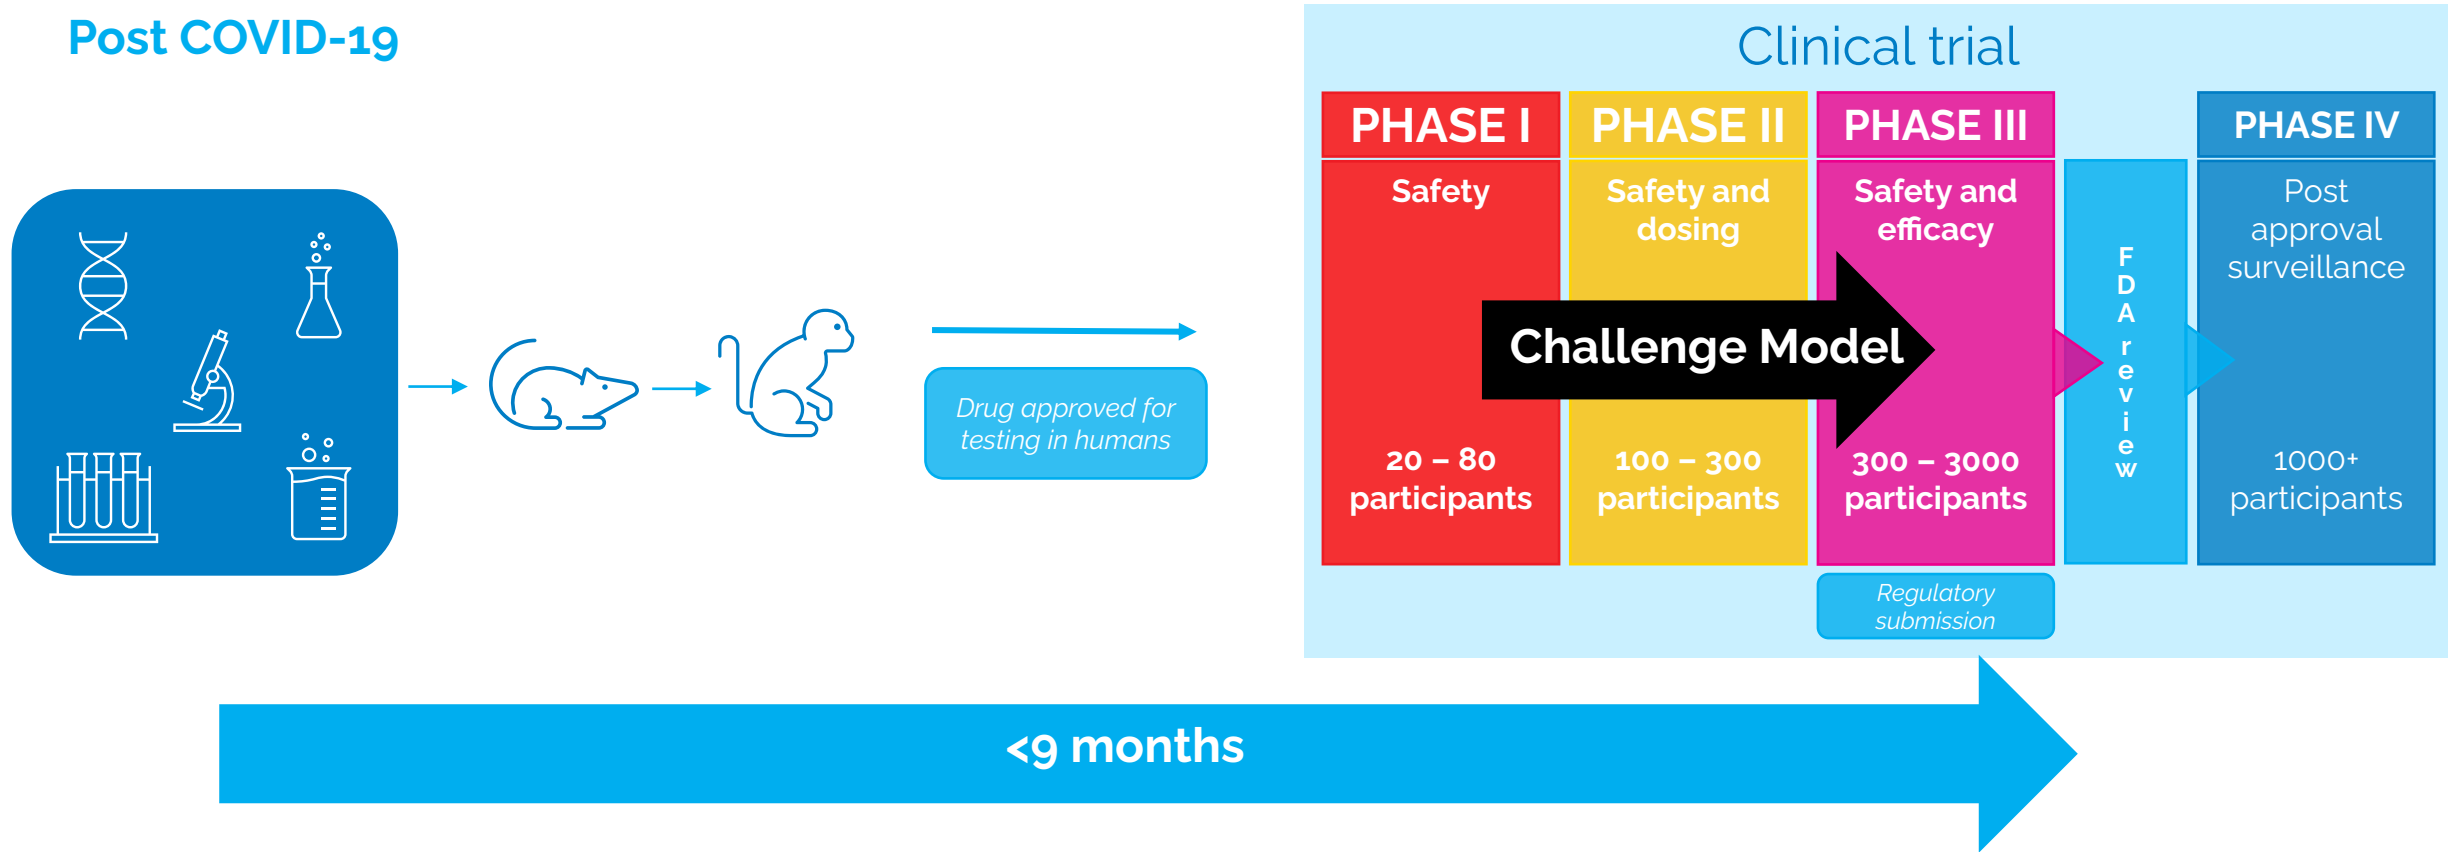 Post COVID-19
Clinical trial
PHASE I
Safety
20 – 80
participants
PHASE II
Safety and
dosing
100 – 300
participants
PHASE III
Safety and
efficacy
300 – 3000
participants
Regulatory
submission
Challenge Model
FDA review
PHASE IV
Post
approval
surveillance
1000+
participants
Drug approved for
testing in humans
<9 months